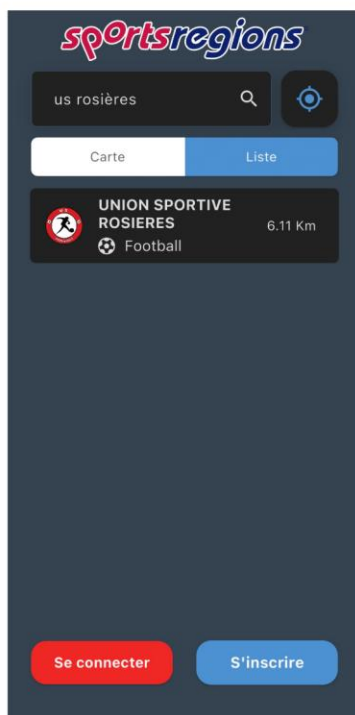 sportsregions
us rosières
Carte
Liste
UNION SPORTIVE
ROSIERES
6.11 Km
Football
Se connecter
S'inscrire